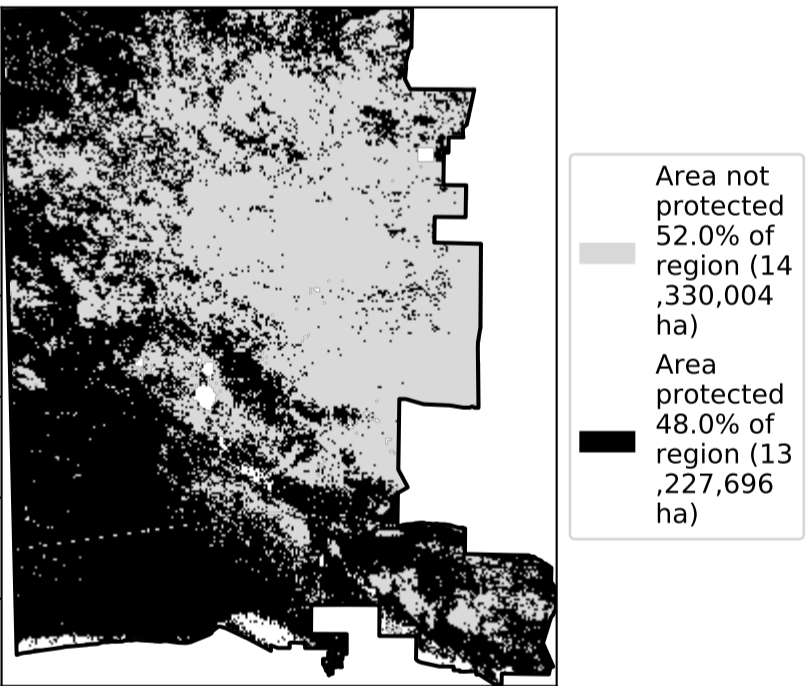 Area not
protected
52.0% of
region (14
,330,004
ha)
Area
protected
48.0% of
region (13
,227,696
ha)